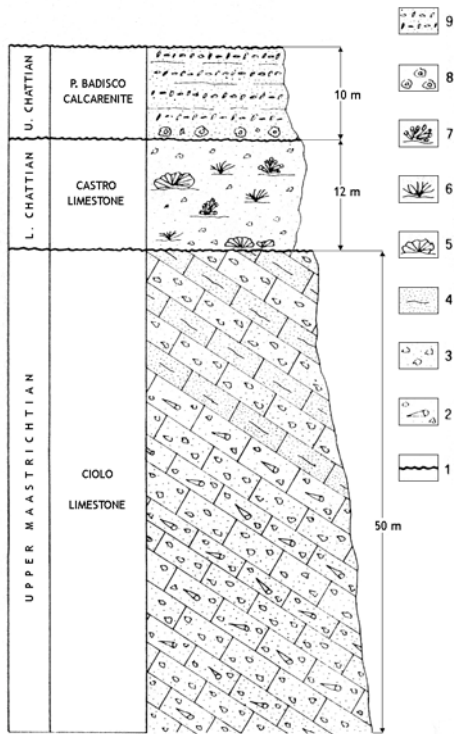 U. CHATTIAN
P. BADISCO
CALCARENITE
10 m
L. CHATTIAN
CASTRO
LIMESTONE
12 m
UPPER MAASTRICHTIAN
CIOLO
LIMESTONE
50 m
9
8
7
6
5
4
3
2
1